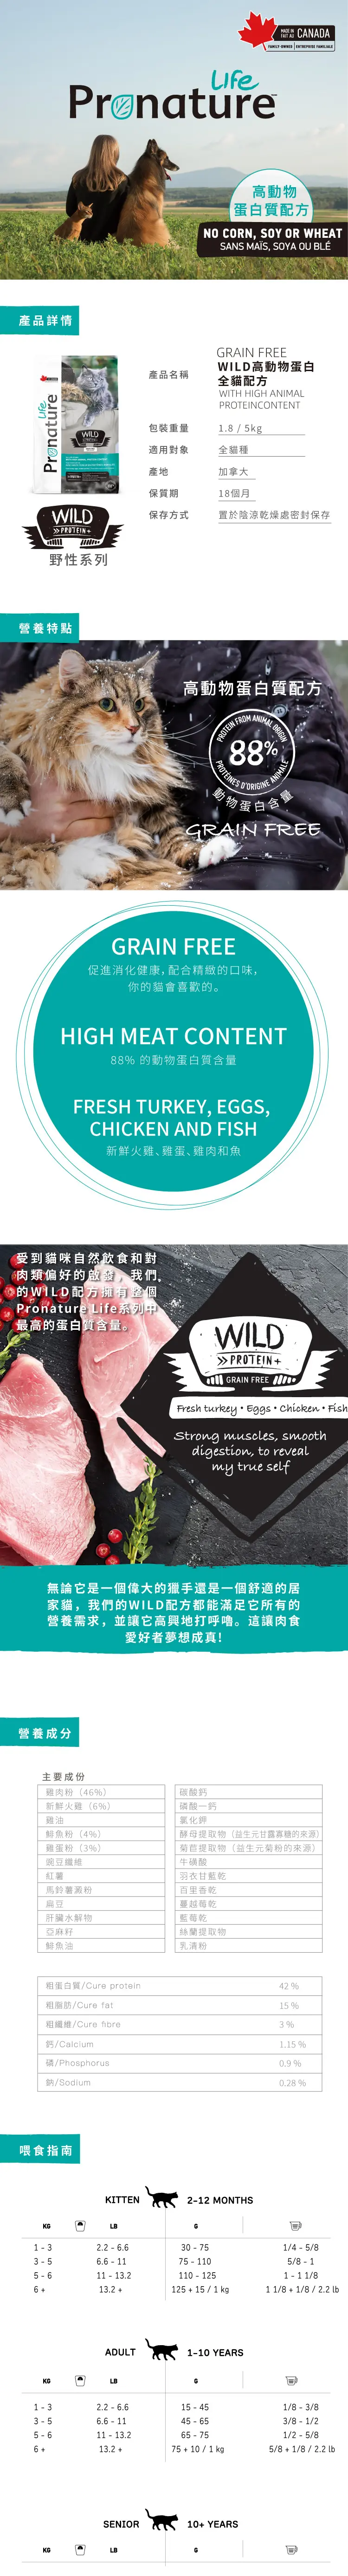 MADE IN
FAIT AU CANADA
FAMILY-OWNED | ENTREPRISE FAMILIALE
Life
Pronature™
高動物
蛋白質配方
NO CORN, SOY OR WHEAT
SANS MAÏS, SOYA OU BLÉ
產品詳情
產品名稱
GRAIN FREE
WILD高動物蛋白
全貓配方
WITH HIGH ANIMAL
PROTEINCONTENT
包裝重量 1.8 / 5kg
適用對象 全貓種
產地 加拿大
保質期 18個月
保存方式 置於陰涼乾燥處密封保存
Life
Pronature
WILD
WILD
PROTEIN+
野性系列
營養特點
高動物蛋白質配方
PROTEIN FROM ANIMAL ORIGIN
88%
PROTÉINES D'ORIGINE ANIMALE
動物蛋白含量
GRAIN FREE
GRAIN FREE
促進消化健康，配合精緻的口味，
你的貓會喜歡的。
HIGH MEAT CONTENT
88% 的動物蛋白質含量
FRESH TURKEY, EGGS,
CHICKEN AND FISH
新鮮火雞、雞蛋、雞肉和魚
受到貓咪自然飲食和對
肉類偏好的啟發，我們
的WILD配方擁有整個
Pronature Life系列中
最高的蛋白質含量。
WILD
PROTEIN+
GRAIN FREE
Fresh turkey • Eggs • Chicken • Fish
Strong muscles, smooth
digestion, to reveal
my true self
無論它是一個偉大的獵手還是一個舒適的居
家貓，我們的WILD配方都能滿足它所有的
營養需求，並讓它高興地打呼嚕。這讓肉食
愛好者夢想成真!
營養成分
主要成份
雞肉粉（46%）
新鮮火雞（6%）
雞油
鯡魚粉（4%）
雞蛋粉（3%）
豌豆纖維
紅薯
馬鈴薯澱粉
扁豆
肝臟水解物
亞麻籽
鯡魚油
碳酸鈣
磷酸一鈣
氯化鉀
酵母提取物（益生元甘露寡糖的來源）
菊苣提取物（益生元菊粉的來源）
牛磺酸
羽衣甘藍乾
百里香乾
蔓越莓乾
藍莓乾
絲蘭提取物
乳清粉
粗蛋白質/Cure protein 42 %
粗脂肪/Cure fat 15 %
粗纖維/Cure fibre 3 %
鈣/Calcium 1.15 %
磷/Phosphorus 0.9 %
鈉/Sodium 0.28 %
喂食指南
KITTEN 2-12 MONTHS
KG LB G
1 - 3 2.2 - 6.6 30 - 75 1/4 - 5/8
3 - 5 6.6 - 11 75 - 110 5/8 - 1
5 - 6 11 - 13.2 110 - 125 1 - 1 1/8
6 + 13.2 + 125 + 15 / 1 kg 1 1/8 + 1/8 / 2.2 lb
ADULT 1-10 YEARS
KG LB G
1 - 3 2.2 - 6.6 15 - 45 1/8 - 3/8
3 - 5 6.6 - 11 45 - 65 3/8 - 1/2
5 - 6 11 - 13.2 65 - 75 1/2 - 5/8
6 + 13.2 + 75 + 10 / 1 kg 5/8 + 1/8 / 2.2 lb
SENIOR 10+ YEARS
KG LB G